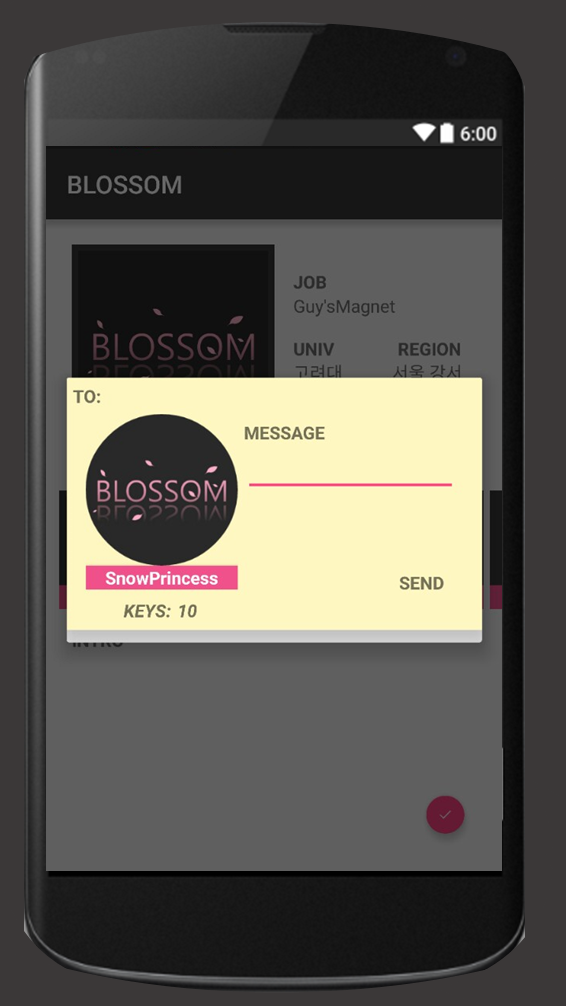 6:00
BLOSSOM
BLOSSOM
JOB
Guy'sMagnet
UNIV REGION
고려대 서울 강서
TO:
MESSAGE
BLOSSOM
SnowPrincess
SEND
KEYS: 10
INTRO